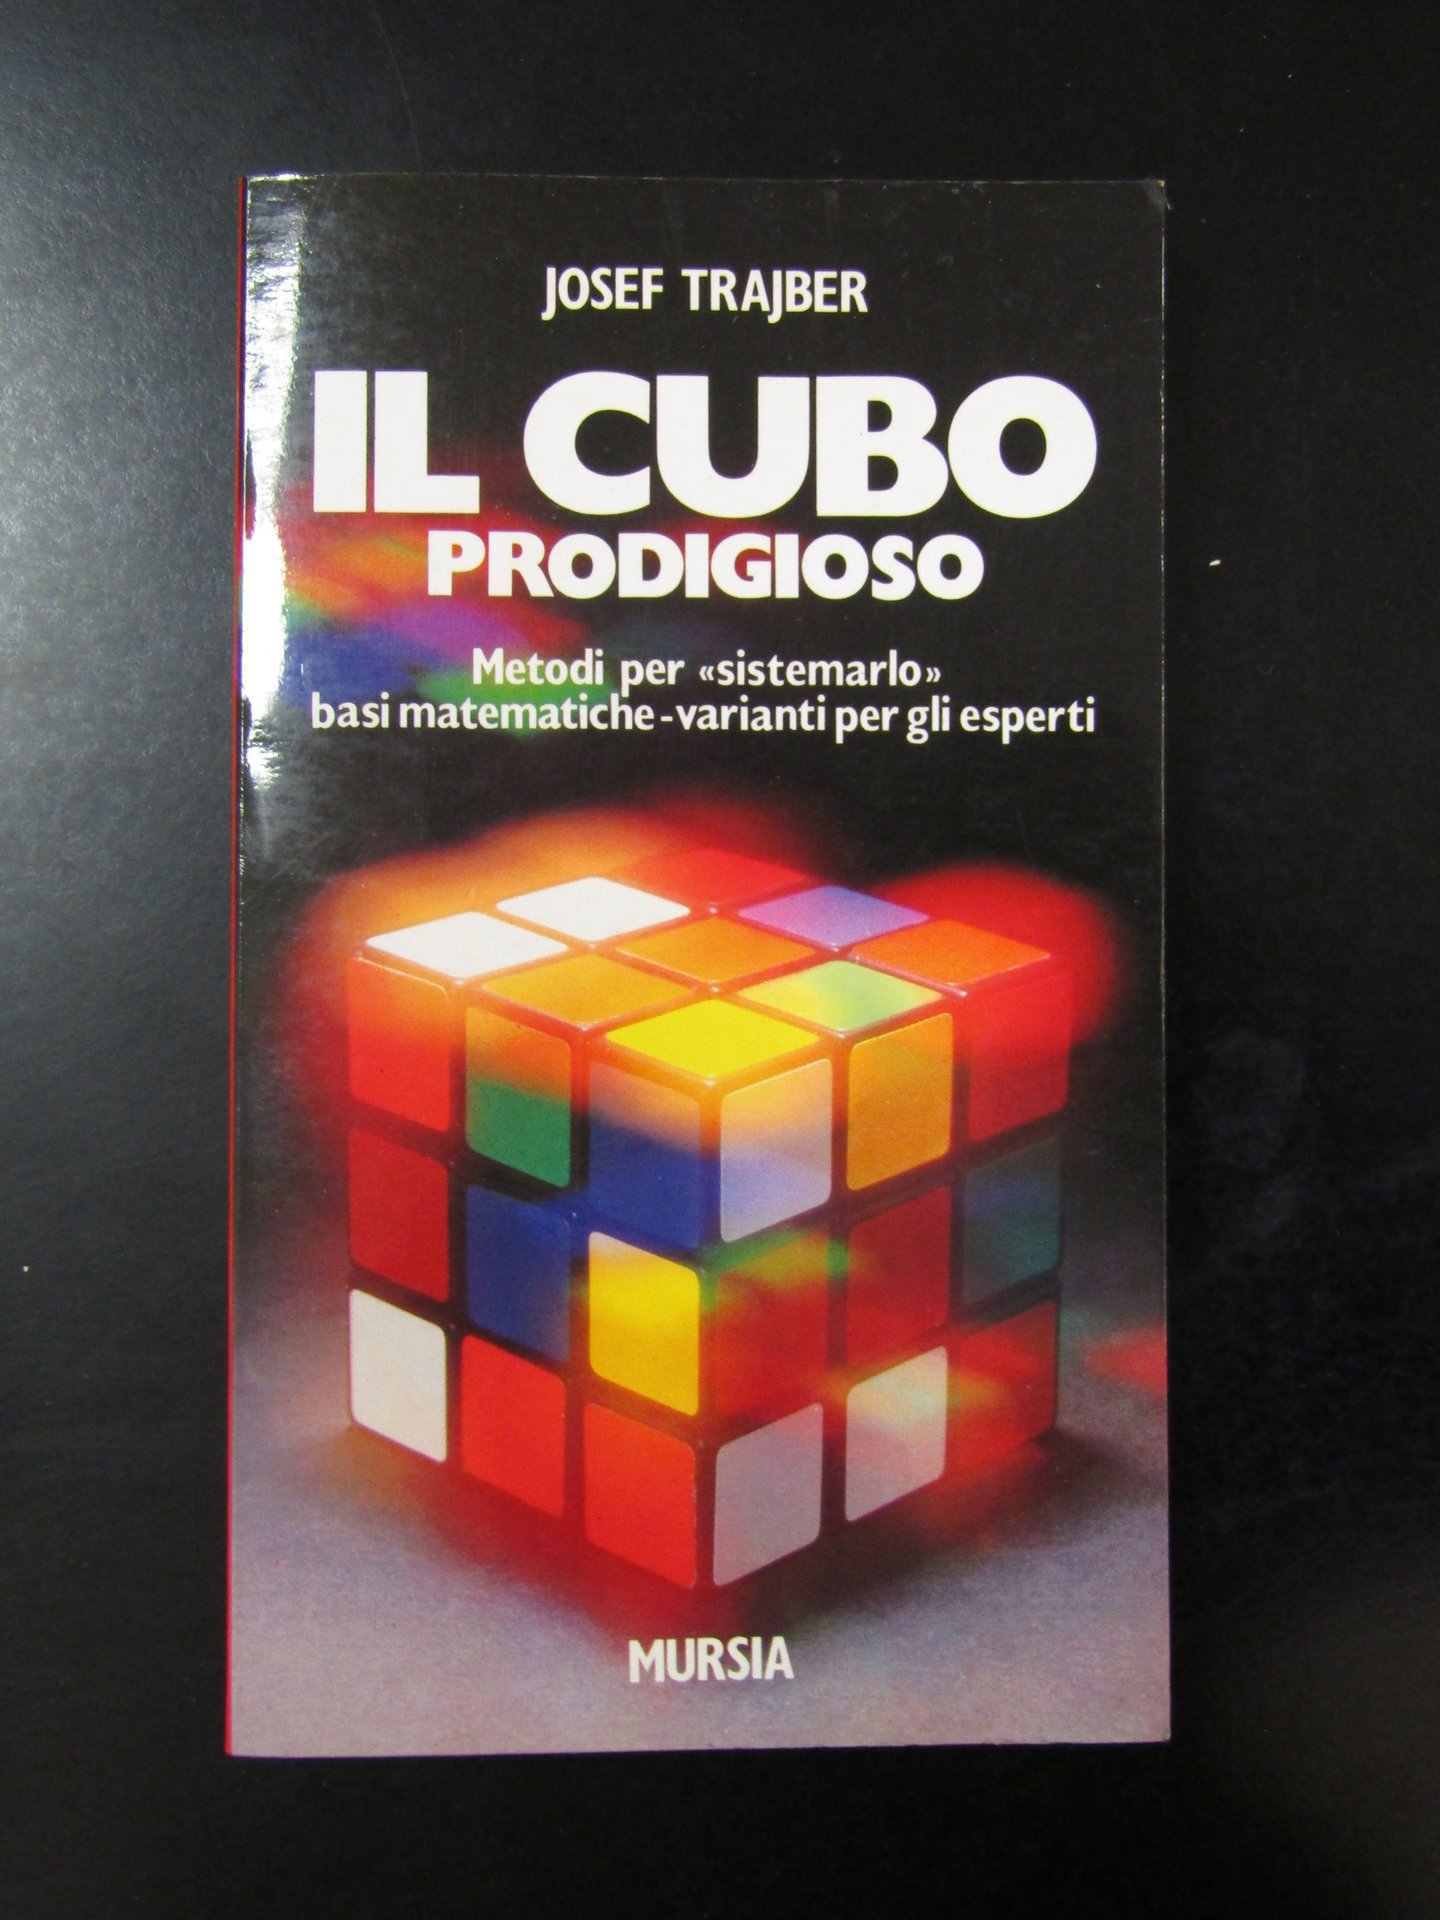 JOSEF TRAJBER
IL CUBO
PRODIGIOSO
Metodi per «sistemarlo»
basi matematiche-varianti per gli esperti
MURSIA